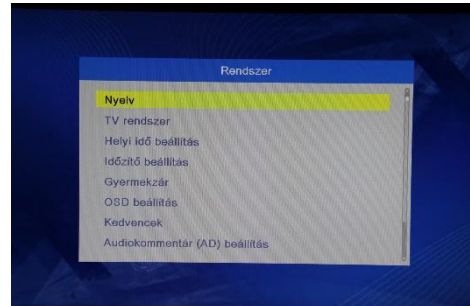 Rendszer
Nyelv
TV rendszer
Helyi idő beállítás
Időzítő beállítás
Gyermekzár
OSD beállítás
Kedvencek
Audiokommentár (AD) beállítás